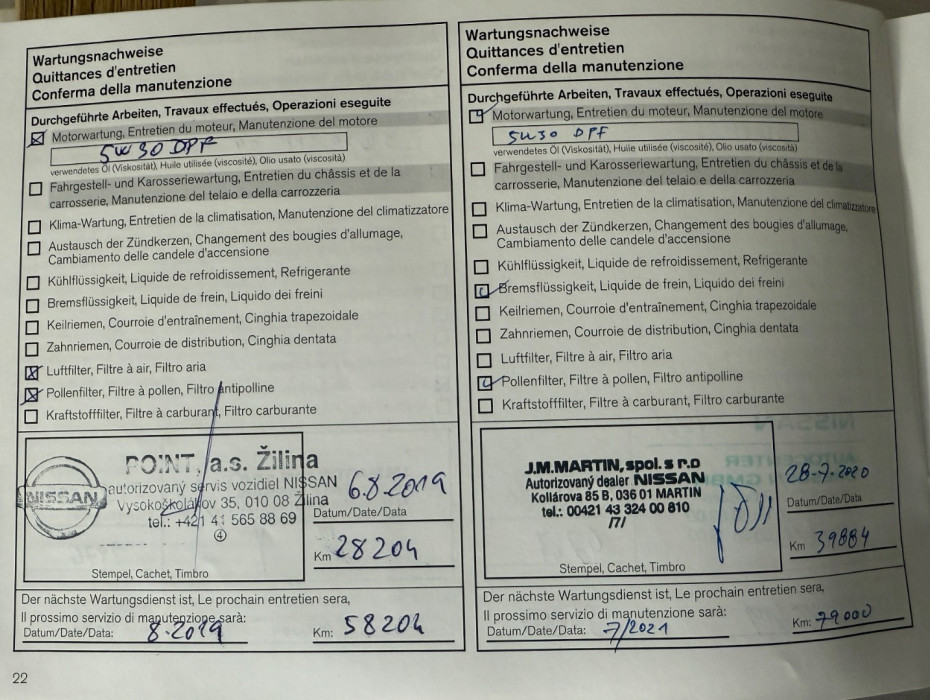 Wartungsnachweise
Quittances d'entretien
Conferma della manutenzione
Durchgeführte Arbeiten, Travaux effectués, Operazioni eseguite
Motorwartung, Entretien du moteur, Manutenzione del motore
5W30 DPF
verwendetes Öl (Viskosität), Huile utilisée (viscosité), Olio usato (viscosità)
Fahrgestell- und Karosseriewartung, Entretien du châssis et de la
carrosserie, Manutenzione del telaio e della carrozzeria
Klima-Wartung, Entretien de la climatisation, Manutenzione del climatizzatore
Austausch der Zündkerzen, Changement des bougies d'allumage,
Cambiamento delle candele d'accensione
Kühlflüssigkeit, Liquide de refroidissement, Refrigerante
Bremsflüssigkeit, Liquide de frein, Liquido dei freini
Keilriemen, Courroie d'entraînement, Cinghia trapezoidale
Zahnriemen, Courroie de distribution, Cinghia dentata
Luftfilter, Filtre à air, Filtro aria
Pollenfilter, Filtre à pollen, Filtro antipolline
Kraftstofffilter, Filtre à carburant, Filtro carburante
NISSAN
POINT, a.s. Žilina
autorizovaný servis vozidiel NISSAN
Vysokoškolákov 35, 010 08 Žilina
tel.: +421 41 565 88 69
4
6.8.2019
Datum/Date/Data
Km 28204
Stempel, Cachet, Timbro
Der nächste Wartungsdienst ist, Le prochain entretien sera,
Il prossimo servizio di manutenzione sarà:
Datum/Date/Data: 8.2019
Km: 58204
22
Wartungsnachweise
Quittances d'entretien
Conferma della manutenzione
Durchgeführte Arbeiten, Travaux effectués, Operazioni eseguite
Motorwartung, Entretien du moteur, Manutenzione del motore
5W30 DPF
verwendetes Öl (Viskosität), Huile utilisée (viscosité), Olio usato (viscosità)
Fahrgestell- und Karosseriewartung, Entretien du châssis et de la
carrosserie, Manutenzione del telaio e della carrozzeria
Klima-Wartung, Entretien de la climatisation, Manutenzione del climatizzatore
Austausch der Zündkerzen, Changement des bougies d'allumage,
Cambiamento delle candele d'accensione
Kühlflüssigkeit, Liquide de refroidissement, Refrigerante
Bremsflüssigkeit, Liquide de frein, Liquido dei freini
Keilriemen, Courroie d'entraînement, Cinghia trapezoidale
Zahnriemen, Courroie de distribution, Cinghia dentata
Luftfilter, Filtre à air, Filtro aria
Pollenfilter, Filtre à pollen, Filtro antipolline
Kraftstofffilter, Filtre à carburant, Filtro carburante
J.M.MARTIN, spol. s r.o
Autorizovaný dealer NISSAN
Kollárova 85 B, 036 01 MARTIN
tel.: 00421 43 324 00 810
/7/
28-7-2020
Datum/Date/Data
Km 39884
Stempel, Cachet, Timbro
Der nächste Wartungsdienst ist, Le prochain entretien sera,
Il prossimo servizio di manutenzione sarà:
Datum/Date/Data: 7/2021
Km: 79000